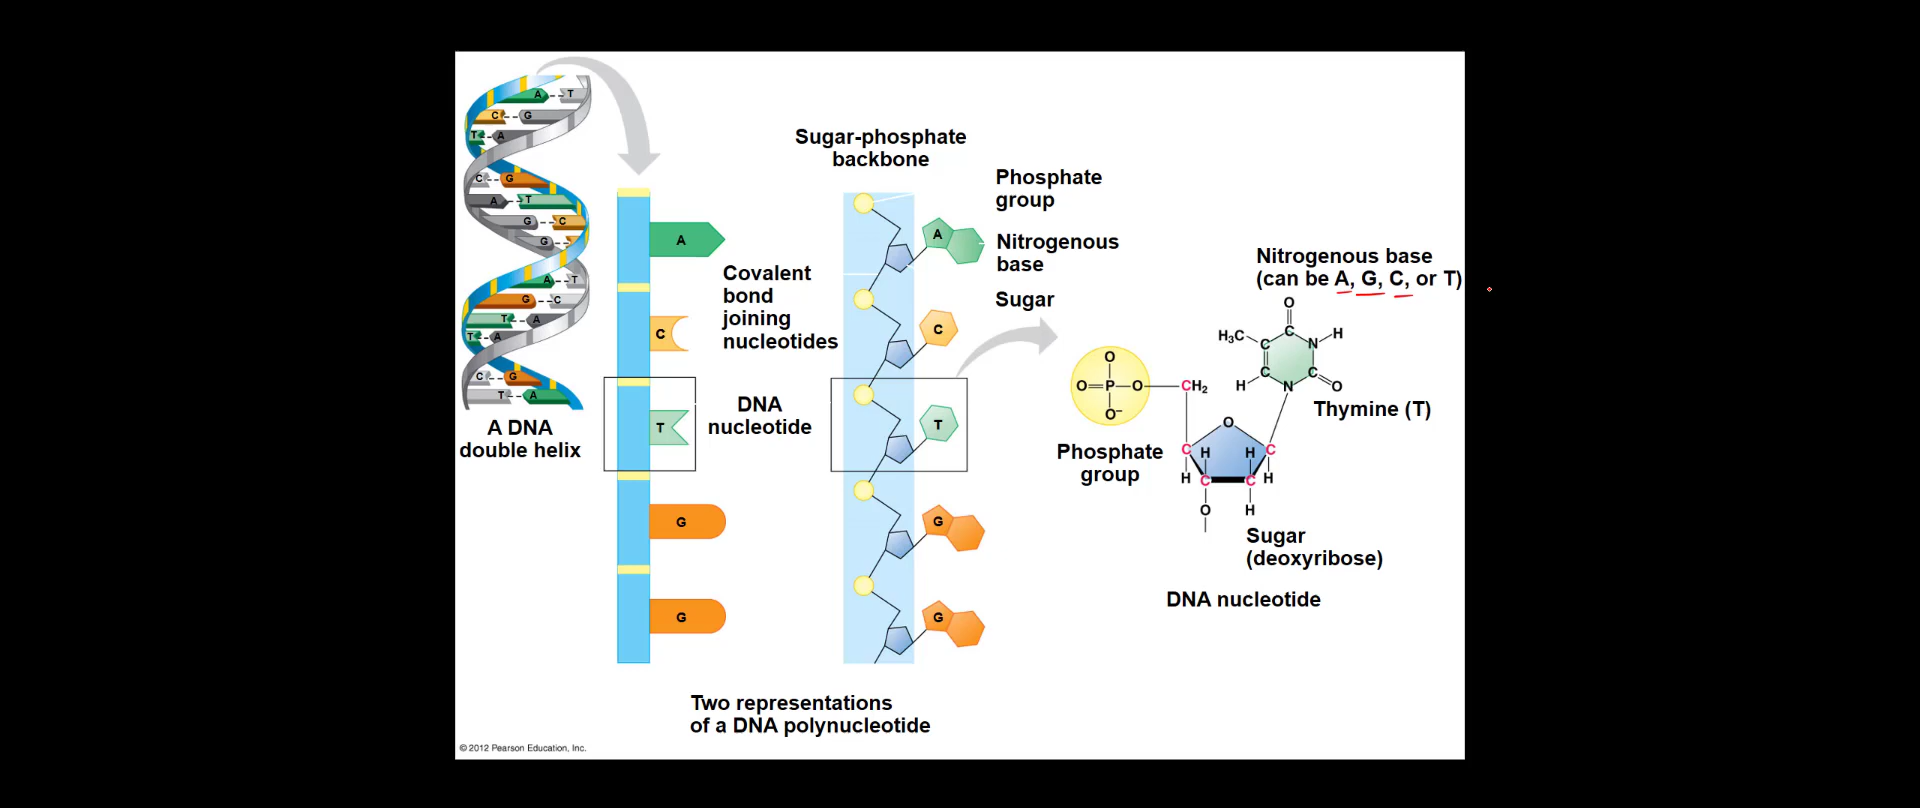 A T
C G
T A
C G
A T
G C
G
A T
G C
T A
T A
C G
T A
A DNA
double helix
A
C
T
G
G
Covalent
bond
joining
nucleotides
DNA
nucleotide
Sugar-phosphate
backbone
A
C
T
G
G
Phosphate
group
Nitrogenous
base
Sugar
Two representations
of a DNA polynucleotide
Nitrogenous base
(can be A, G, C, or T)
O
H₃C C N H
C C
H N O
Thymine (T)
O
O P O CH₂
O⁻
Phosphate
group
O
C H H C
H C C H
O H
Sugar
(deoxyribose)
DNA nucleotide
© 2012 Pearson Education, Inc.